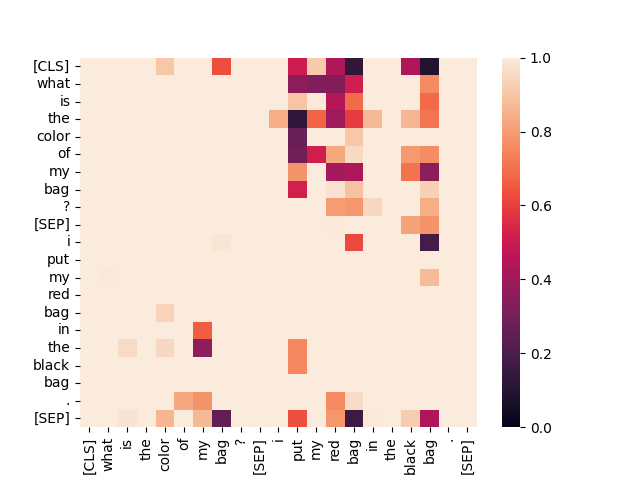 [CLS]
what
is
the
color
of
my
bag
?
[SEP]
i
put
my
red
bag
in
the
black
bag
.
[SEP]
[CLS]
what
is
the
color
of
my
bag
?
[SEP]
i
put
my
red
bag
in
the
black
bag
.
[SEP]
1.0
0.8
0.6
0.4
0.2
0.0